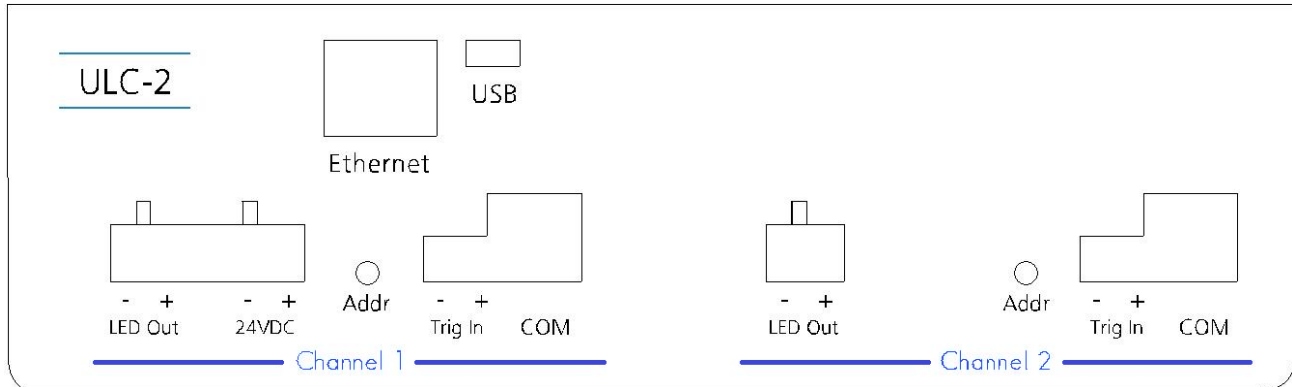 ULC-2
USB
Ethernet
- + - + Addr - + - + Addr - +
LED Out 24VDC Trig In COM LED Out Trig In COM
Channel 1 Channel 2